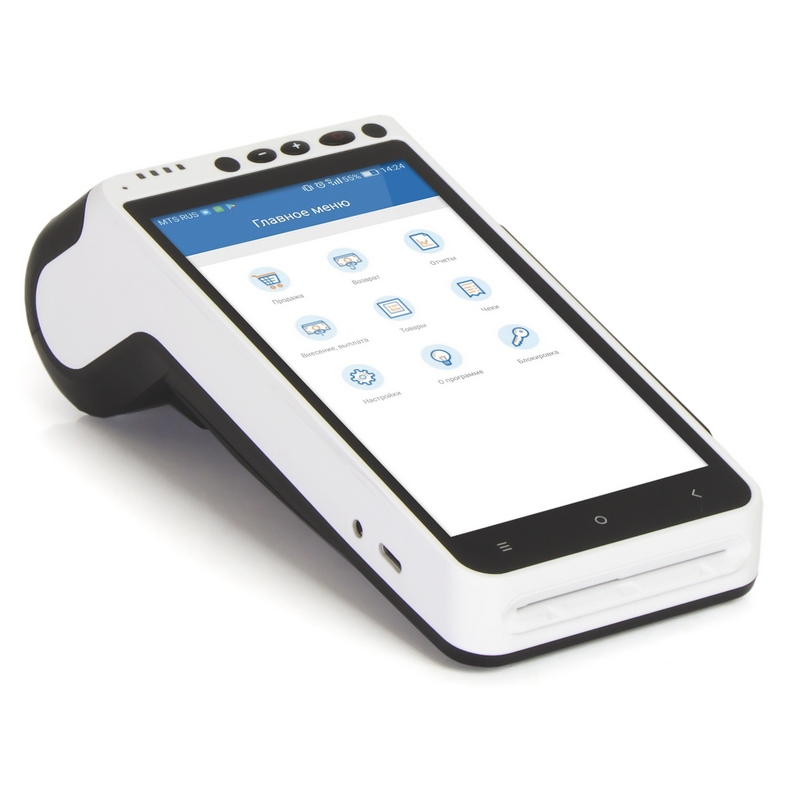 MTS RUS 55% 14:24
Главное меню
Продажа Возврат Отчеты
Внесение, выплата Товары Чеки
Настройки О программе Блокировка